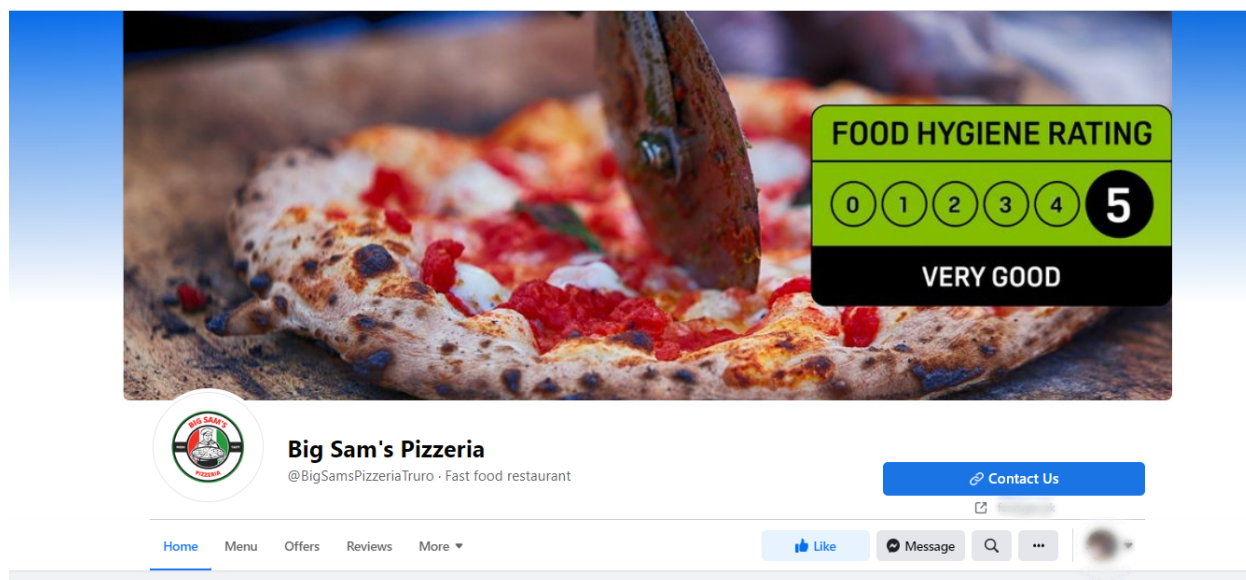 FOOD HYGIENE RATING
0 1 2 3 4 5
VERY GOOD
BIG SAM'S
PIZZERIA
Big Sam's Pizzeria
@BigSamsPizzeriaTruro · Fast food restaurant
Contact Us
Home Menu Offers Reviews More Like Message